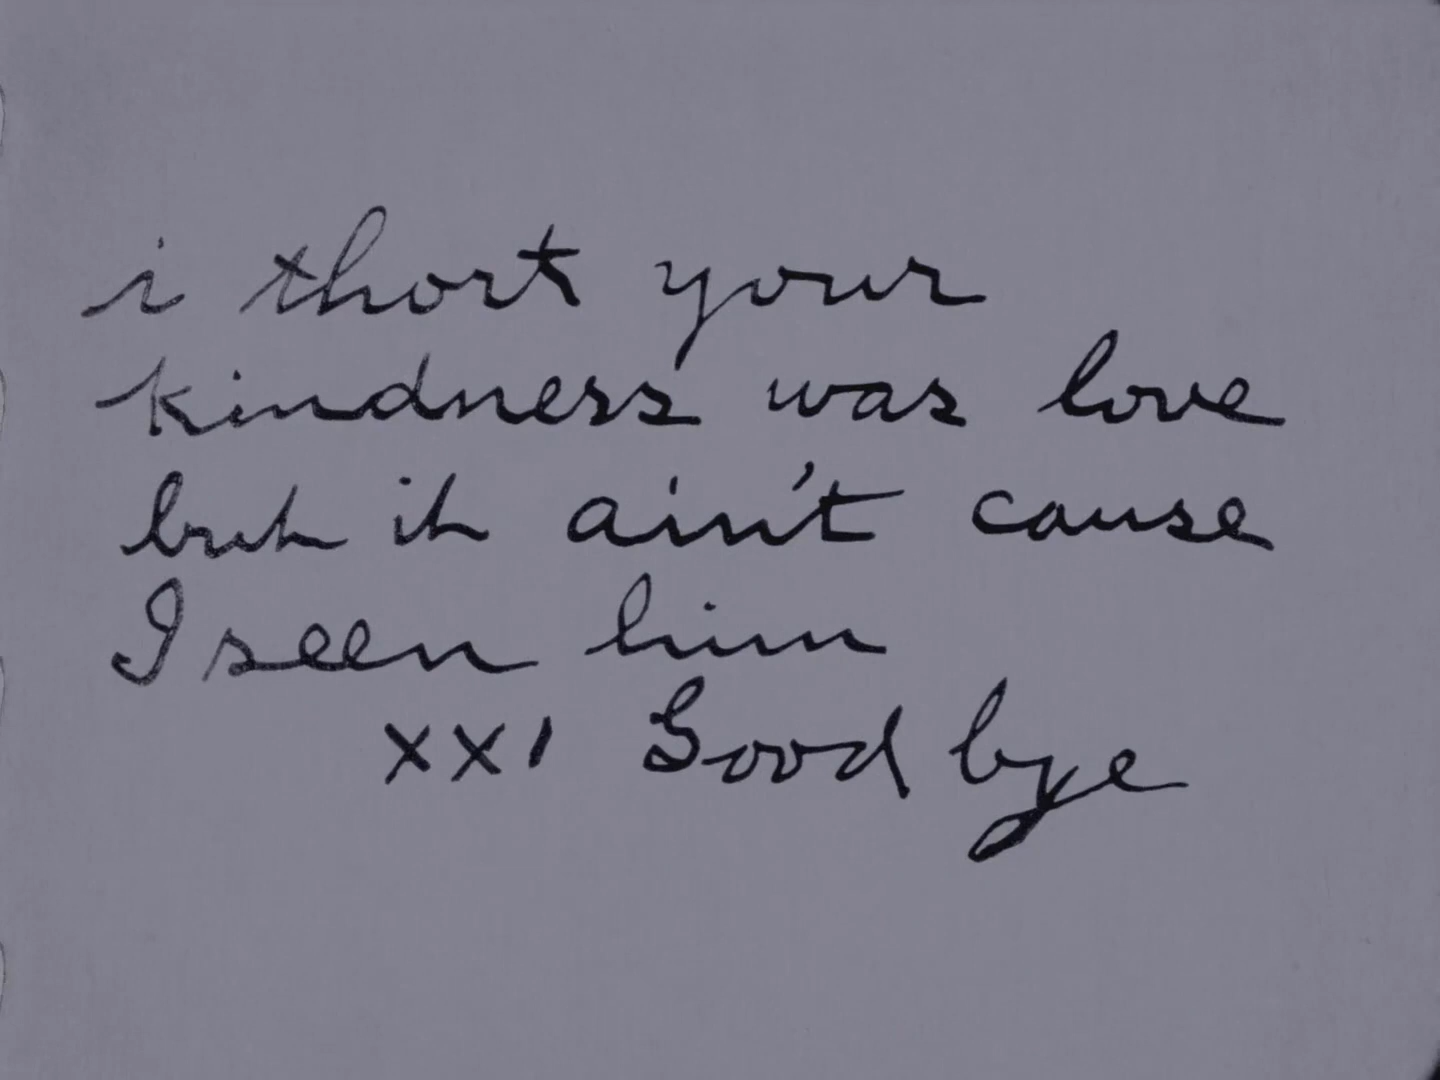 i thort your
kindness was love
but it ain't cause
I seen him
xx! Good bye